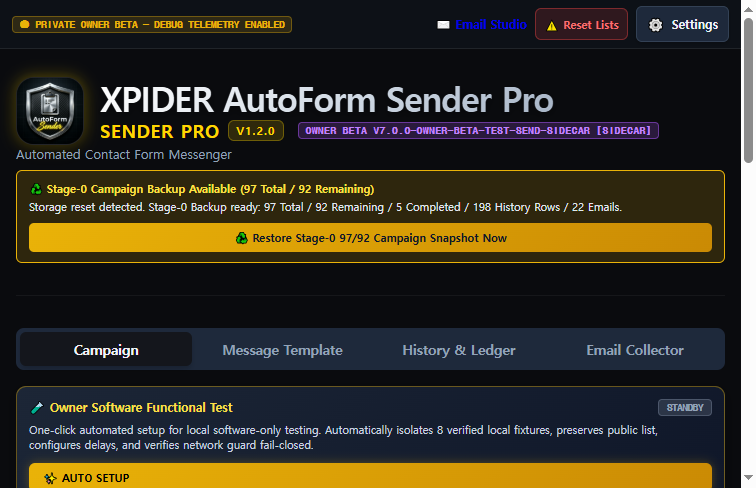 PRIVATE OWNER BETA — DEBUG TELEMETRY ENABLED
Email Studio
Reset Lists
Settings
AutoForm
Sender
XPIDER AutoForm Sender Pro
SENDER PRO
V1.2.0
OWNER BETA V7.0.0-OWNER-BETA-TEST-SEND-SIDECAR [SIDECAR]
Automated Contact Form Messenger
Stage-0 Campaign Backup Available (97 Total / 92 Remaining)
Storage reset detected. Stage-0 Backup ready: 97 Total / 92 Remaining / 5 Completed / 198 History Rows / 22 Emails.
Restore Stage-0 97/92 Campaign Snapshot Now
Campaign
Message Template
History & Ledger
Email Collector
Owner Software Functional Test
STANDBY
One-click automated setup for local software-only testing. Automatically isolates 8 verified local fixtures, preserves public list,
configures delays, and verifies network guard fail-closed.
AUTO SETUP